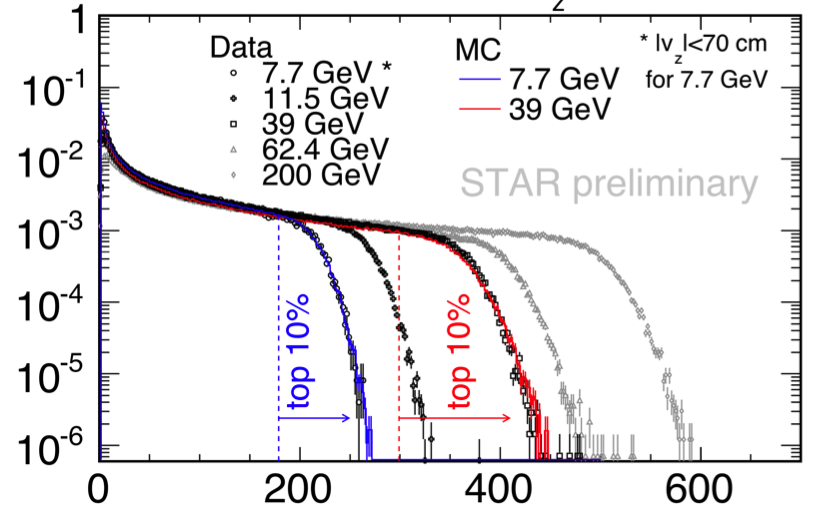 z
1
Data
MC
* |v_z|<70 cm
for 7.7 GeV
7.7 GeV *
11.5 GeV
39 GeV
62.4 GeV
200 GeV
7.7 GeV
39 GeV
STAR preliminary
10⁻¹
10⁻²
10⁻³
10⁻⁴
10⁻⁵
10⁻⁶
top 10%
top 10%
0 200 400 600